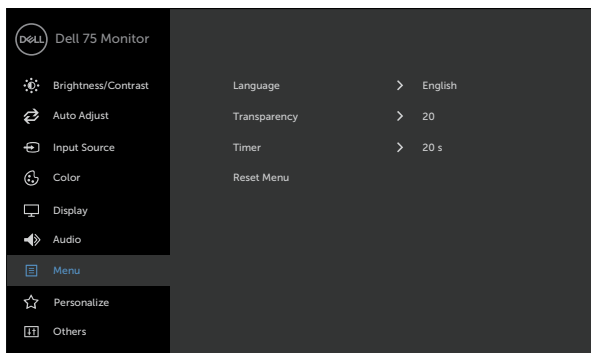 DELL Dell 75 Monitor
Brightness/Contrast Language English
Auto Adjust Transparency 20
Input Source Timer 20 s
Color Reset Menu
Display
Audio
Menu
Personalize
Others